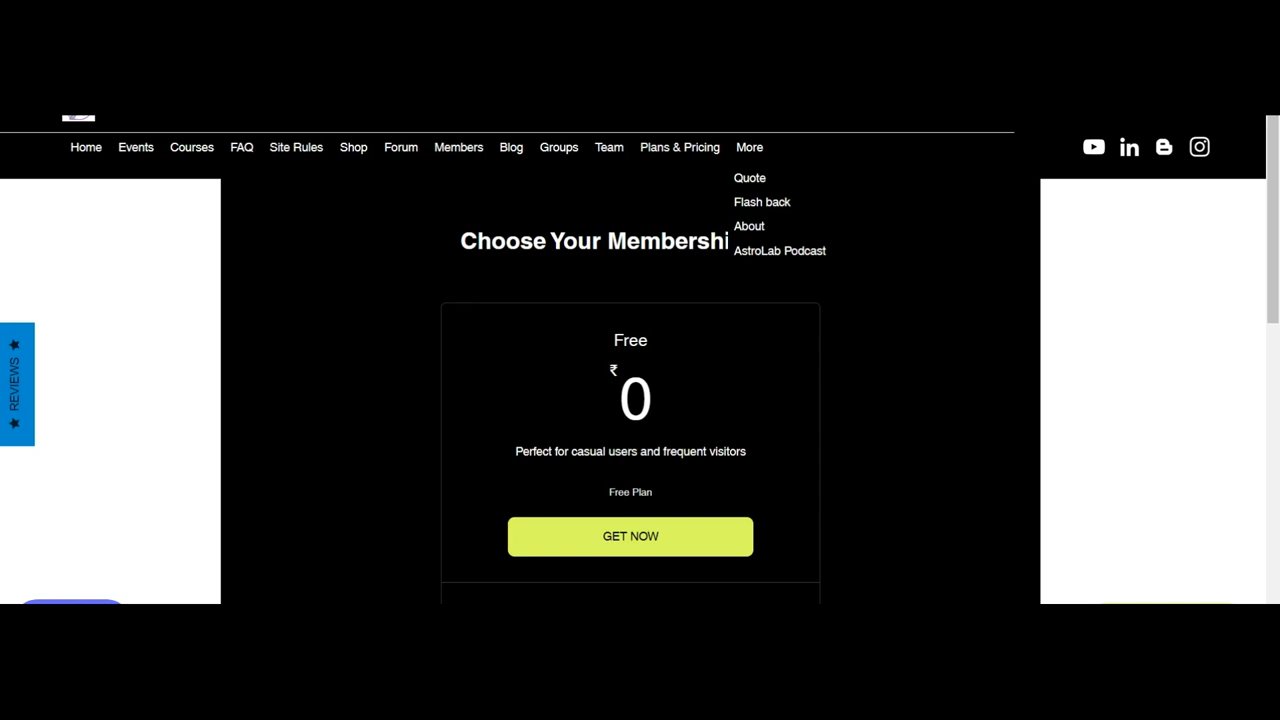 Home Events Courses FAQ Site Rules Shop Forum Members Blog Groups Team Plans & Pricing More
Quote
Flash back
About
AstroLab Podcast
Choose Your Membershi
REVIEWS
Free
₹
0
Perfect for casual users and frequent visitors
Free Plan
GET NOW